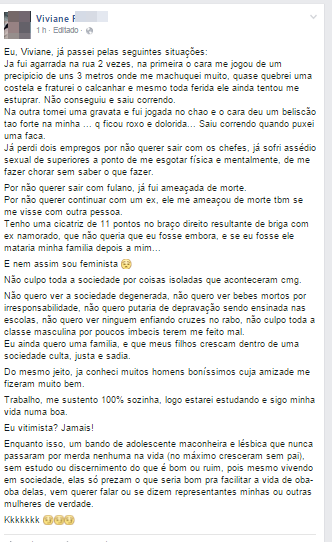 Viviane F
1 h · Editado ·
Eu, Viviane, já passei pelas seguintes situações:
Ja fui agarrada na rua 2 vezes, na primeira o cara me jogou de um
precipicio de uns 3 metros onde me machuquei muito, quase quebrei uma
costela e fraturei o calcanhar e mesmo toda ferida ele ainda tentou me
estuprar. Não conseguiu e saiu correndo.
Na outra tomei uma gravata e fui jogada no chao e o cara deu um beliscão
tao forte na minha ... q ficou roxo e dolorida... Saiu correndo quando puxei
uma faca.
Já perdi dois empregos por não querer sair com os chefes, já sofri assédio
sexual de superiores a ponto de me esgotar física e mentalmente, de me
fazer chorar sem saber o que fazer.
Por não querer sair com fulano, já fui ameaçada de morte.
Por não querer continuar com um ex, ele me ameaçou de morte tbm se
me visse com outra pessoa.
Tenho uma cicatriz de 11 pontos no braço direito resultante de briga com
ex namorado, que não queria que eu fosse embora, e se eu fosse ele
mataria minha familia depois a mim...
E nem assim sou feminista
Não culpo toda a sociedade por coisas isoladas que aconteceram cmg.
Não quero ver a sociedade degenerada, não quero ver bebes mortos por
irresponsabilidade, não quero putaria de depravação sendo ensinada nas
escolas, não quero ver ninguem enfiando cruzes no rabo, não culpo toda a
classe masculina por poucos imbecis terem me feito mal.
Eu ainda quero uma familia, e que meus filhos crescam dentro de uma
sociedade culta, justa e sadia.
Do mesmo jeito, ja conheci muitos homens boníssimos cuja amizade me
fizeram muito bem.
Trabalho, me sustento 100% sozinha, logo estarei estudando e sigo minha
vida numa boa.
Eu vitimista? Jamais!
Enquanto isso, um bando de adolescente maconheira e lésbica que nunca
passaram por merda nenhuma na vida (no máximo cresceram sem pai),
sem estudo ou discernimento do que é bom ou ruim, pois mesmo vivendo
em sociedade, elas só prezam o que seria bom pra facilitar a vida de oba-
oba delas, vem querer falar ou se dizem representantes minhas ou outras
mulheres de verdade.
Kkkkkkk